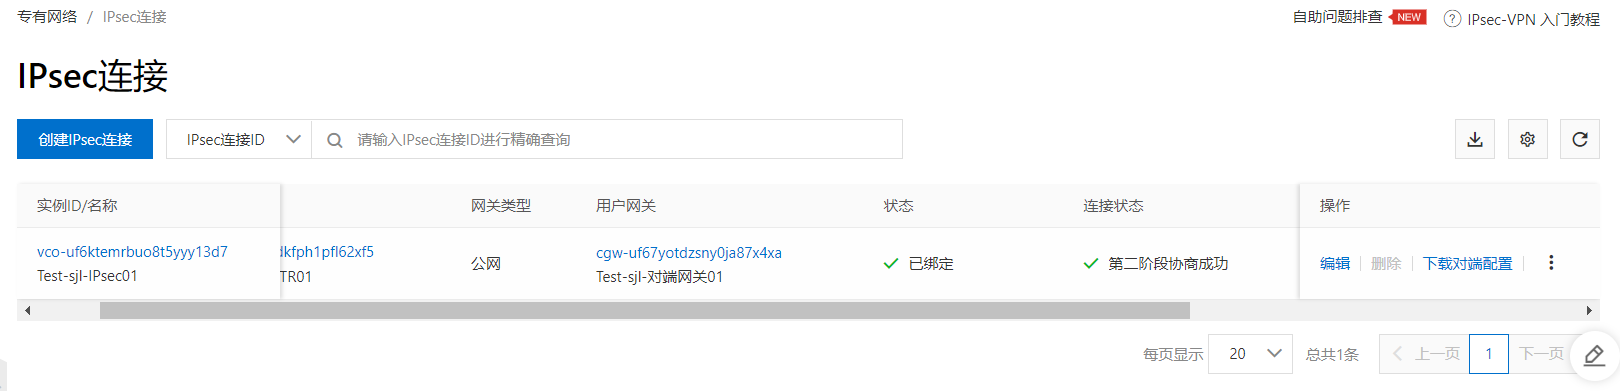 专有网络 / IPsec连接
自助问题排查 NEW
IPsec-VPN 入门教程
IPsec连接
创建IPsec连接
IPsec连接ID
请输入IPsec连接ID进行精确查询
实例ID/名称 网关类型 用户网关 状态 连接状态 操作
vco-uf6ktemrbuo8t5yyy13d7
Test-sjl-IPsec01
dkfph1pfl62xf5
TR01
公网
cgw-uf67yotdzsny0ja87x4xa
Test-sjl-对端网关01
已绑定
第二阶段协商成功
编辑 删除 下载对端配置
每页显示 20 总共1条 上一页 1 下一页